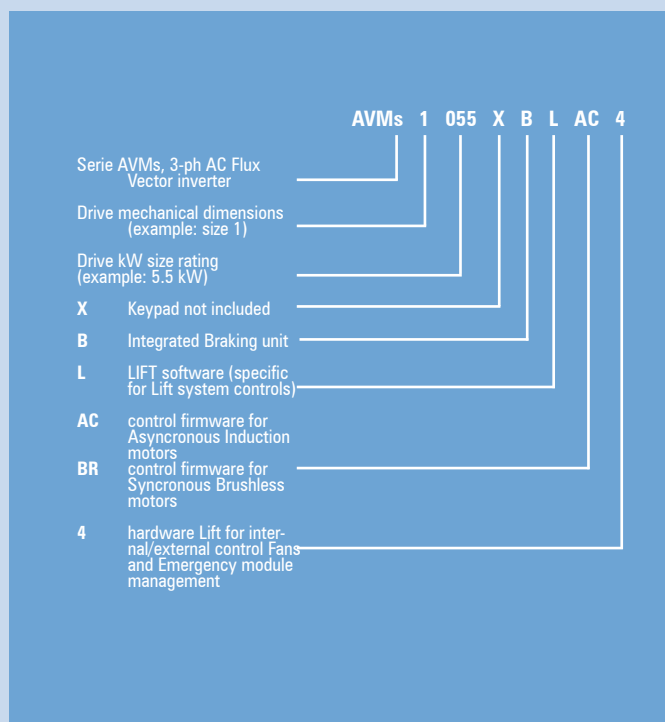 AVMs 1 055 X B L AC 4
Serie AVMs, 3-ph AC Flux
Vector inverter
Drive mechanical dimensions
(example: size 1)
Drive kW size rating
(example: 5.5 kW)
X Keypad not included
B Integrated Braking unit
L LIFT software (specific
for Lift system controls)
AC control firmware for
Asyncronous Induction
motors
BR control firmware for
Syncronous Brushless
motors
4 hardware Lift for inter-
nal/external control Fans
and Emergency module
management